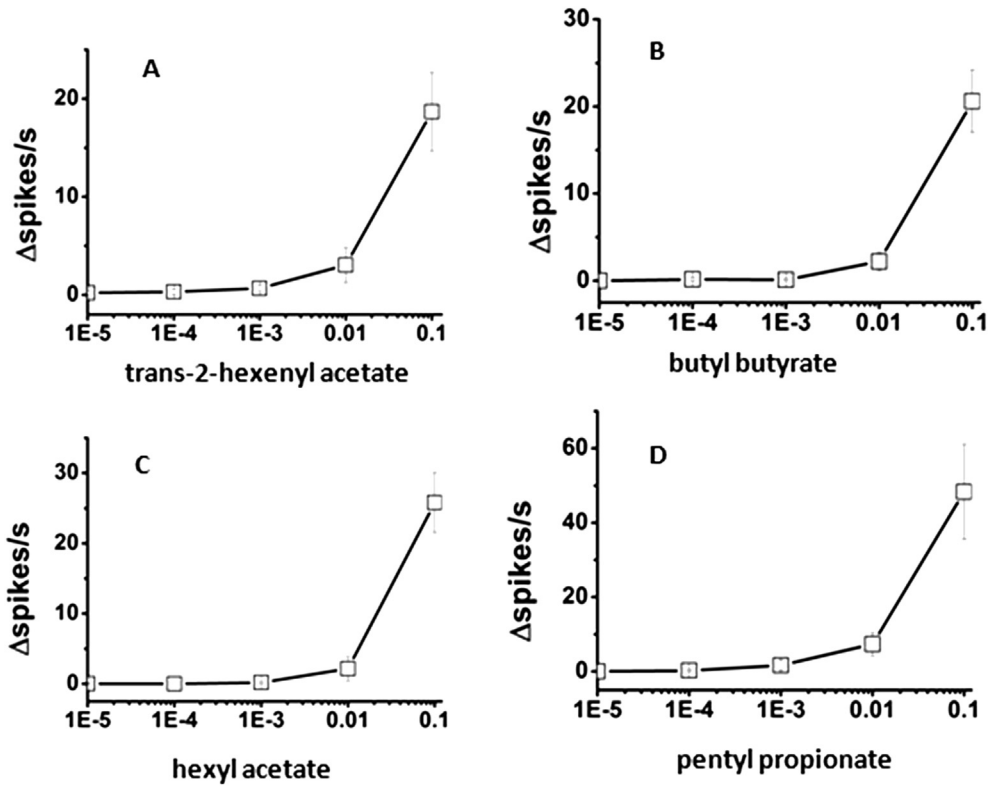 A
Δspikes/s
20
10
0
1E-5 1E-4 1E-3 0.01 0.1
trans-2-hexenyl acetate
B
Δspikes/s
30
20
10
0
1E-5 1E-4 1E-3 0.01 0.1
butyl butyrate
C
Δspikes/s
30
20
10
0
1E-5 1E-4 1E-3 0.01 0.1
hexyl acetate
D
Δspikes/s
60
40
20
0
1E-5 1E-4 1E-3 0.01 0.1
pentyl propionate